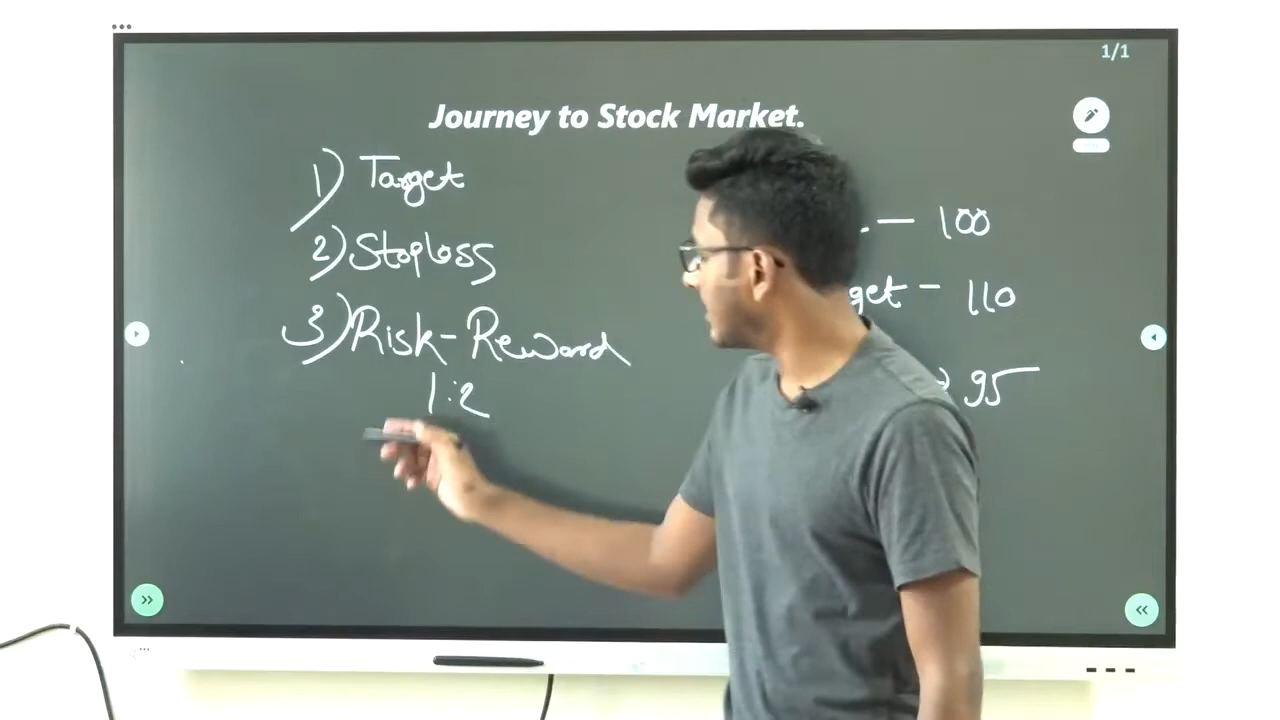 1/1
Journey to Stock Market.
1) Target
2) Stoploss
3) Risk-Reward
1:2
. — 100
get - 110
95